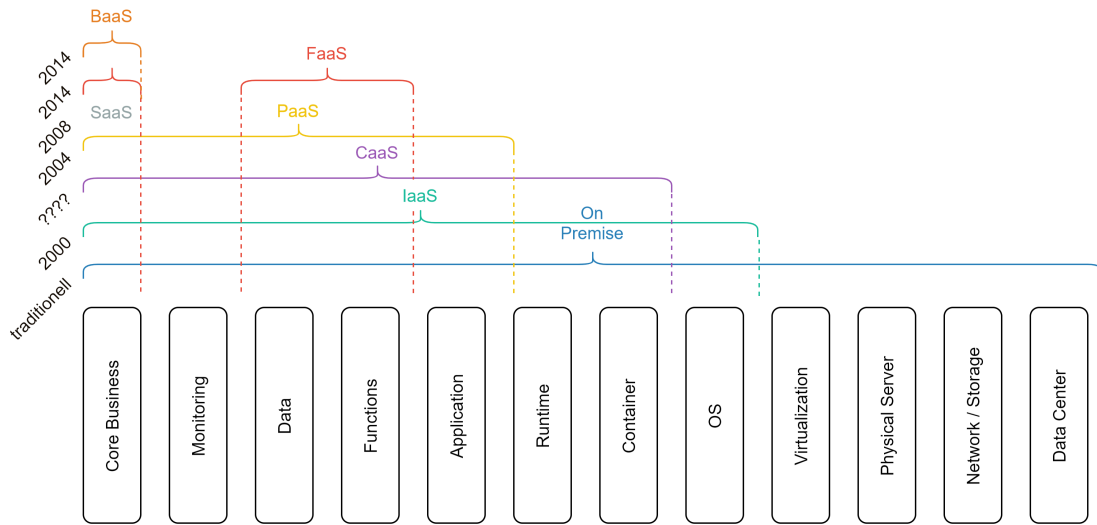 BaaS
2014
FaaS
2014
SaaS
PaaS
2008
CaaS
2004
IaaS
????
On
Premise
2000
traditionell
Core Business
Monitoring
Data
Functions
Application
Runtime
Container
OS
Virtualization
Physical Server
Network / Storage
Data Center